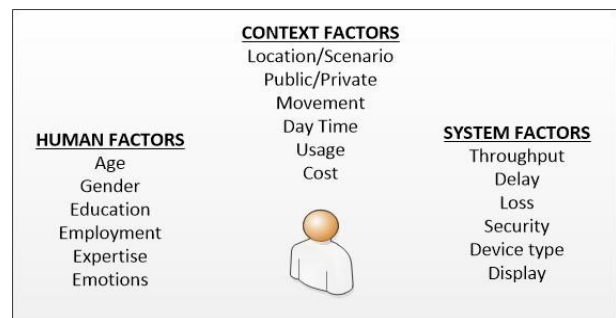 CONTEXT FACTORS
Location/Scenario
Public/Private
Movement
Day Time
Usage
Cost
HUMAN FACTORS
Age
Gender
Education
Employment
Expertise
Emotions
SYSTEM FACTORS
Throughput
Delay
Loss
Security
Device type
Display